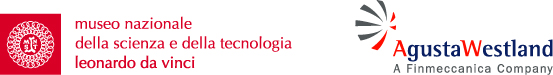 museo nazionale
della scienza e della tecnologia
leonardo da vinci
AgustaWestland
A Finmeccanica Company